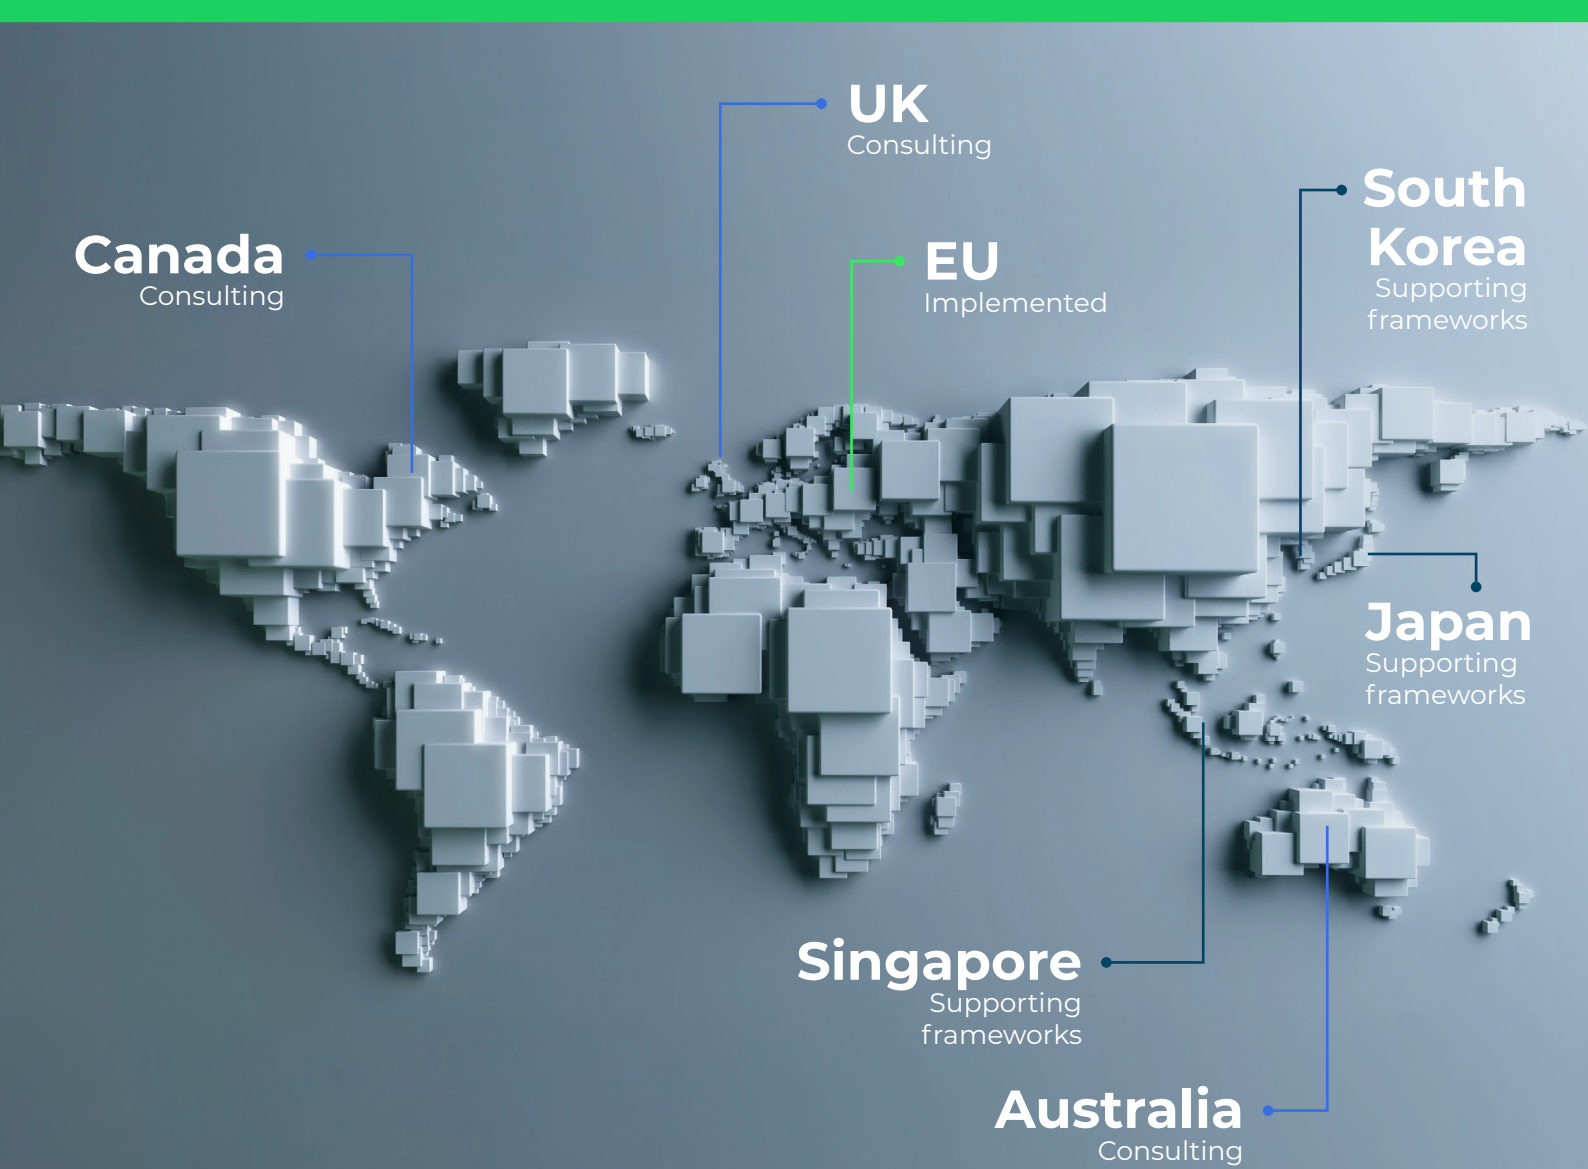 UK
Consulting
South
Korea
Supporting
frameworks
Canada
Consulting
EU
Implemented
Japan
Supporting
frameworks
Singapore
Supporting
frameworks
Australia
Consulting